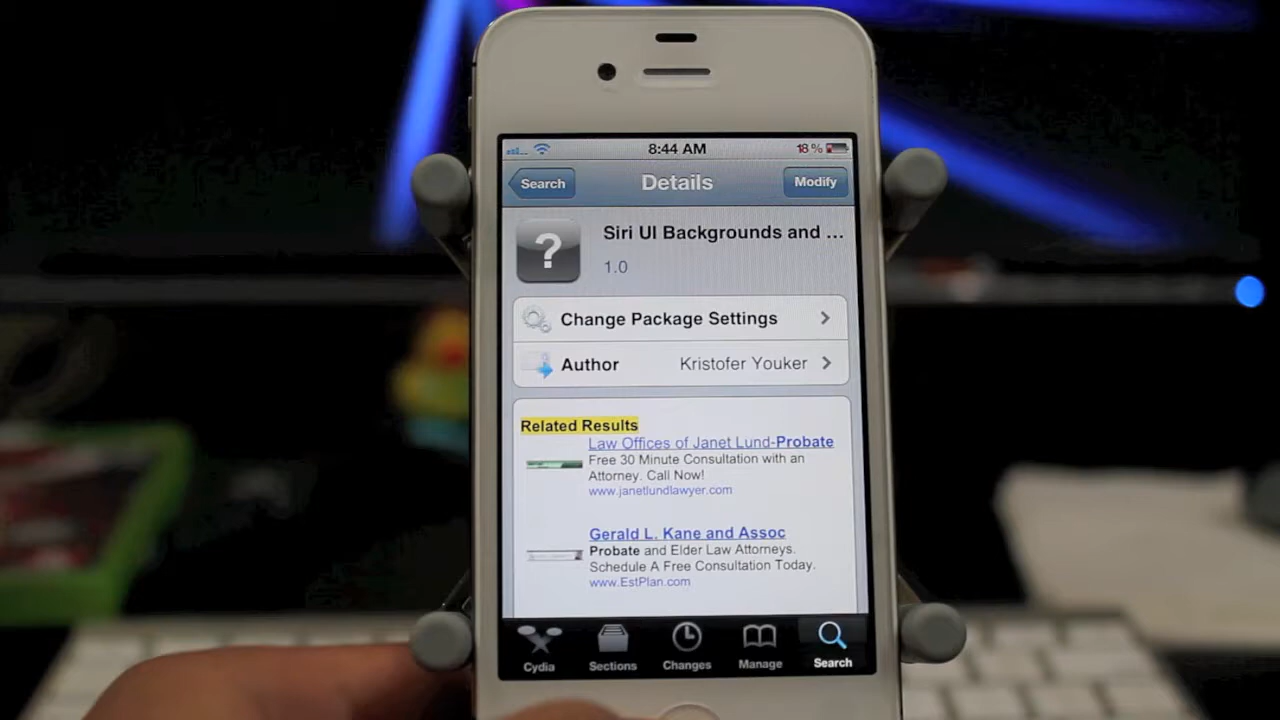 8:44 AM
18 %
Search
Details
Modify
?
Siri UI Backgrounds and ...
1.0
Change Package Settings
Author
Kristofer Youker
Related Results
Law Offices of Janet Lund-Probate
Free 30 Minute Consultation with an
Attorney. Call Now!
www.janetlundlawyer.com
Gerald L. Kane and Assoc
Probate and Elder Law Attorneys.
Schedule A Free Consultation Today.
www.EstPlan.com
Cydia
Sections
Changes
Manage
Search